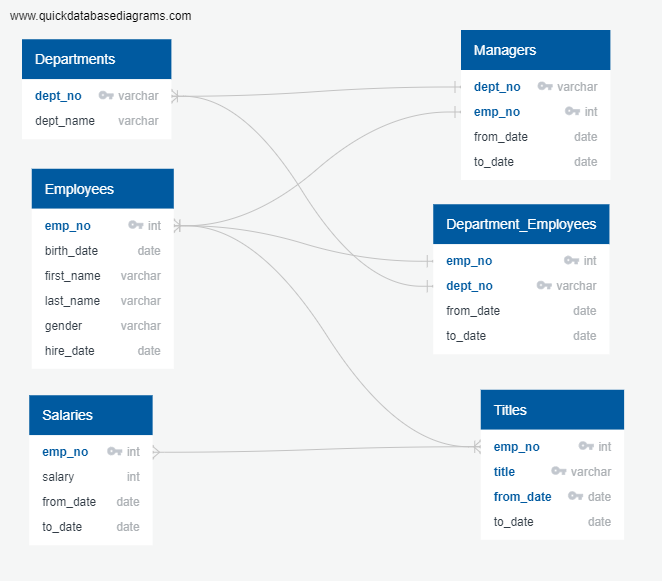 www.quickdatabasediagrams.com
Departments
dept_no varchar
dept_name varchar
Managers
dept_no varchar
emp_no int
from_date date
to_date date
Employees
emp_no int
birth_date date
first_name varchar
last_name varchar
gender varchar
hire_date date
Department_Employees
emp_no int
dept_no varchar
from_date date
to_date date
Salaries
emp_no int
salary int
from_date date
to_date date
Titles
emp_no int
title varchar
from_date date
to_date date